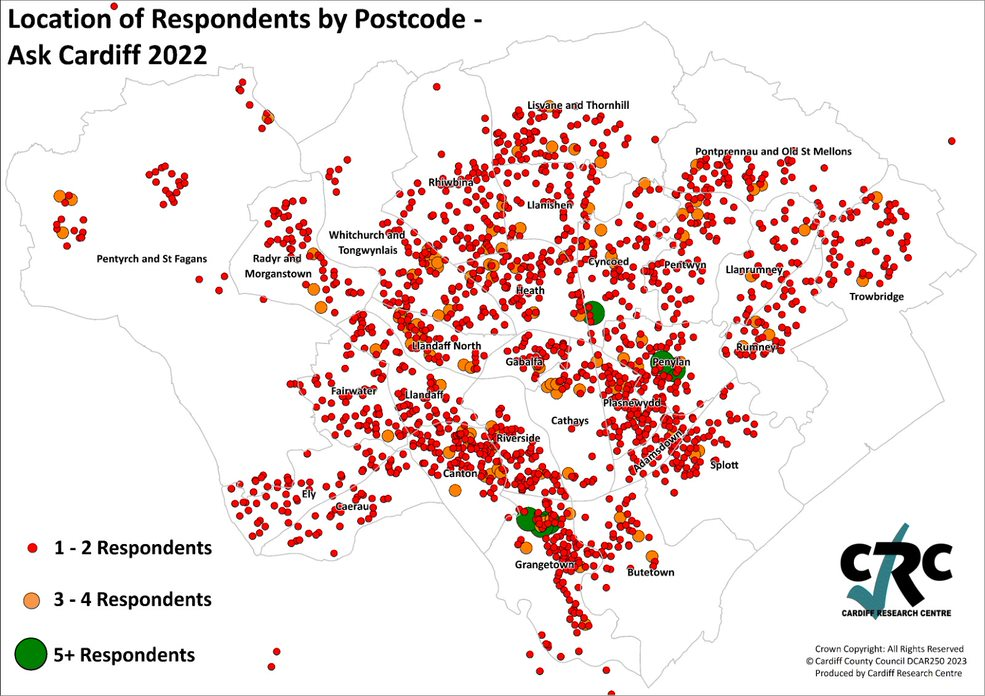 Location of Respondents by Postcode -
Ask Cardiff 2022
Lisvane and Thornhill
Pontprennau and Old St Mellons
Rhiwbina
Llanishen
Whitchurch and
Tongwynlais
Pentyrch and St Fagans
Radyr and
Morganstown
Cyncoed
Pentwyn
Llanrumney
Heath
Trowbridge
Llandaff North
Rumney
Gabalfa
Penylan
Fairwater
Llandaff
Plasnewydd
Cathays
Riverside
Adamsdown
Splott
Canton
Ely
Caerau
Grangetown
Butetown
1 - 2 Respondents
3 - 4 Respondents
5+ Respondents
CRC
CARDIFF RESEARCH CENTRE
Crown Copyright: All Rights Reserved
© Cardiff County Council DCAR250 2023
Produced by Cardiff Research Centre